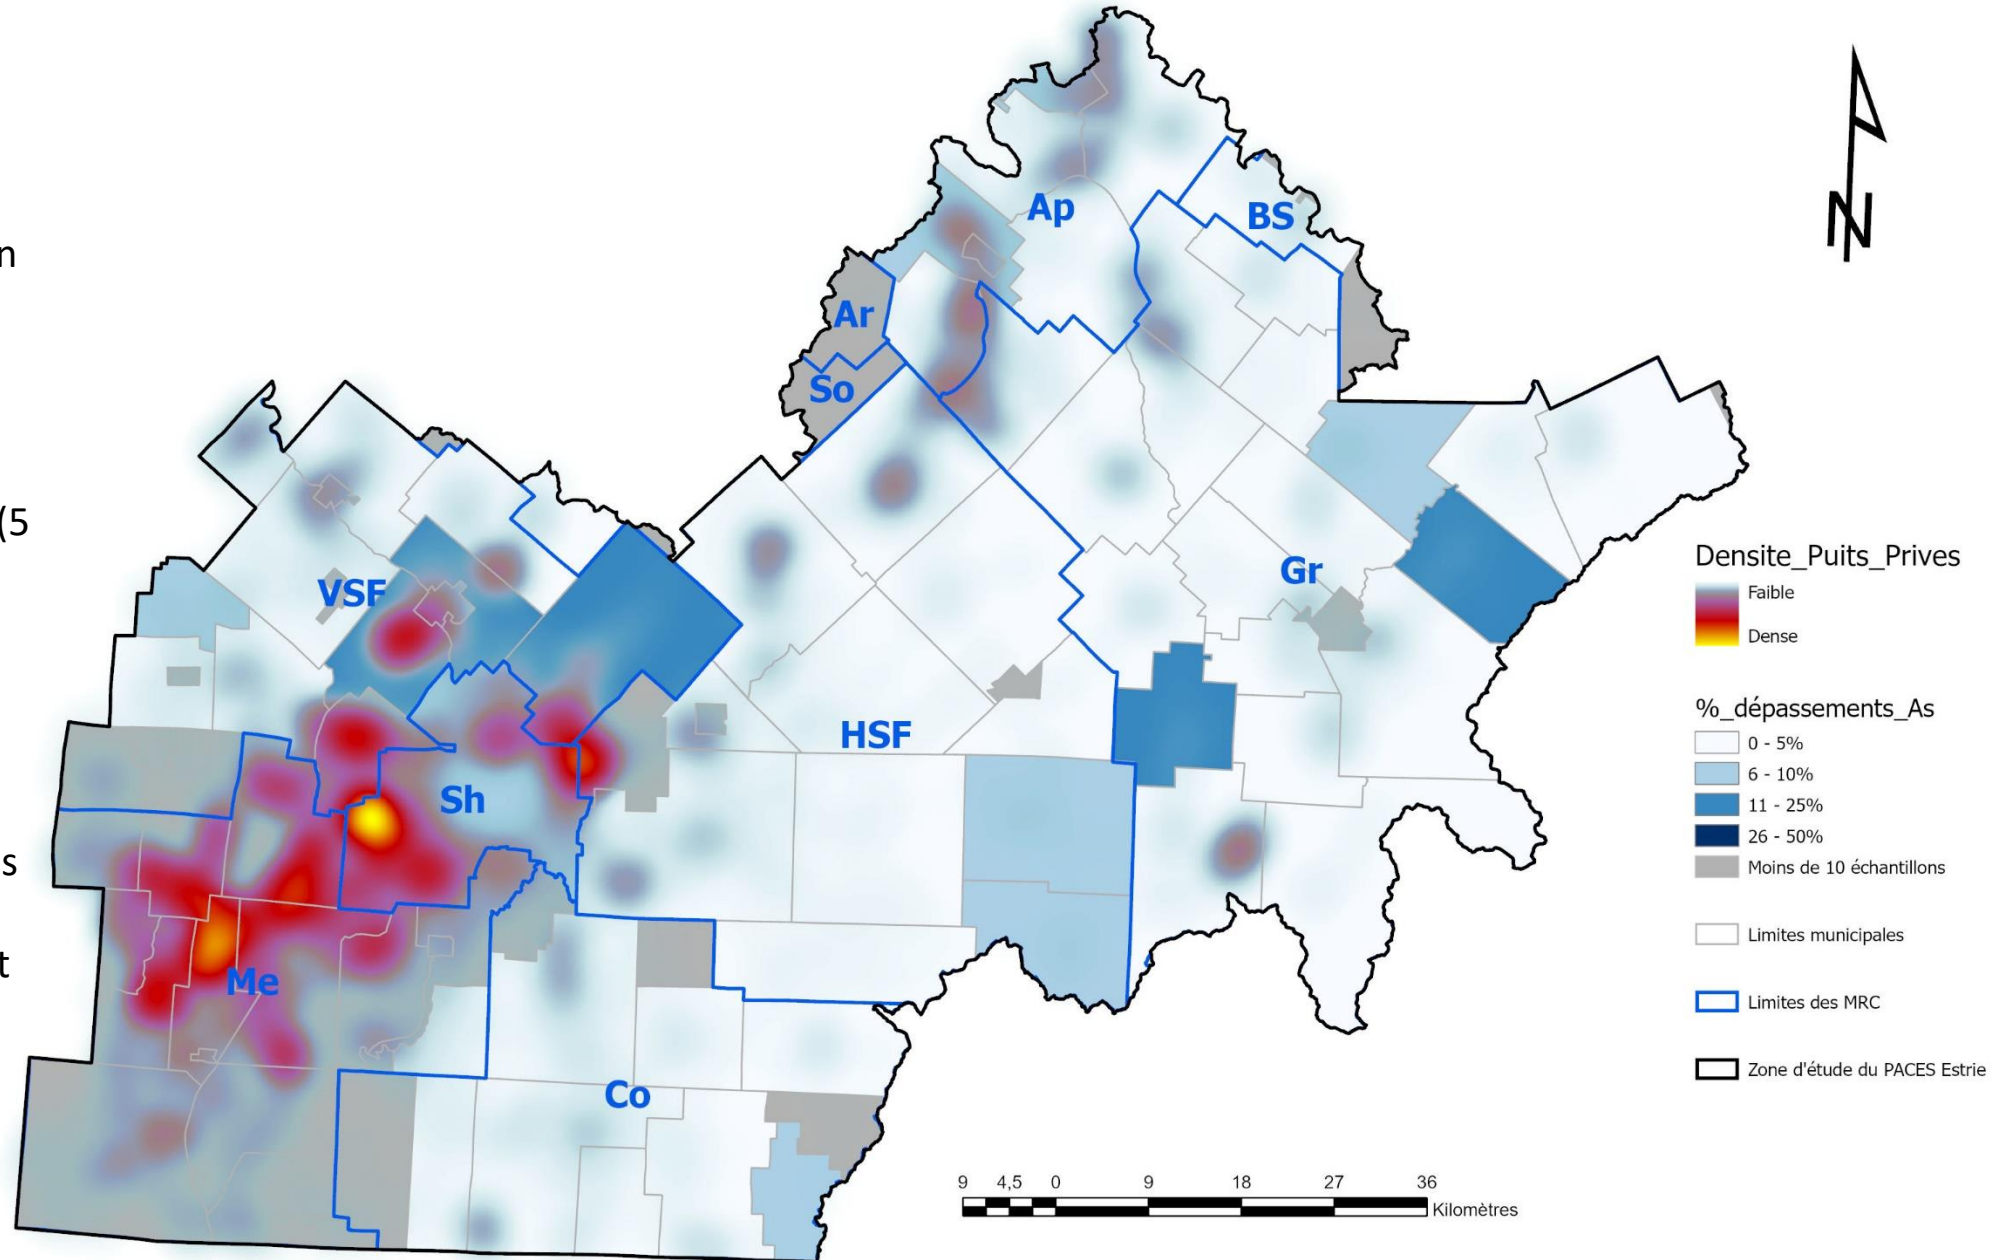 n
(5
s
t
Ap
BS
Ar
So
VSF
Gr
HSF
Sh
Me
Co
N
Densite_Puits_Prives
Faible
Dense
%_dépassements_As
0 - 5%
6 - 10%
11 - 25%
26 - 50%
Moins de 10 échantillons
Limites municipales
Limites des MRC
Zone d'étude du PACES Estrie
9 4,5 0 9 18 27 36
Kilomètres